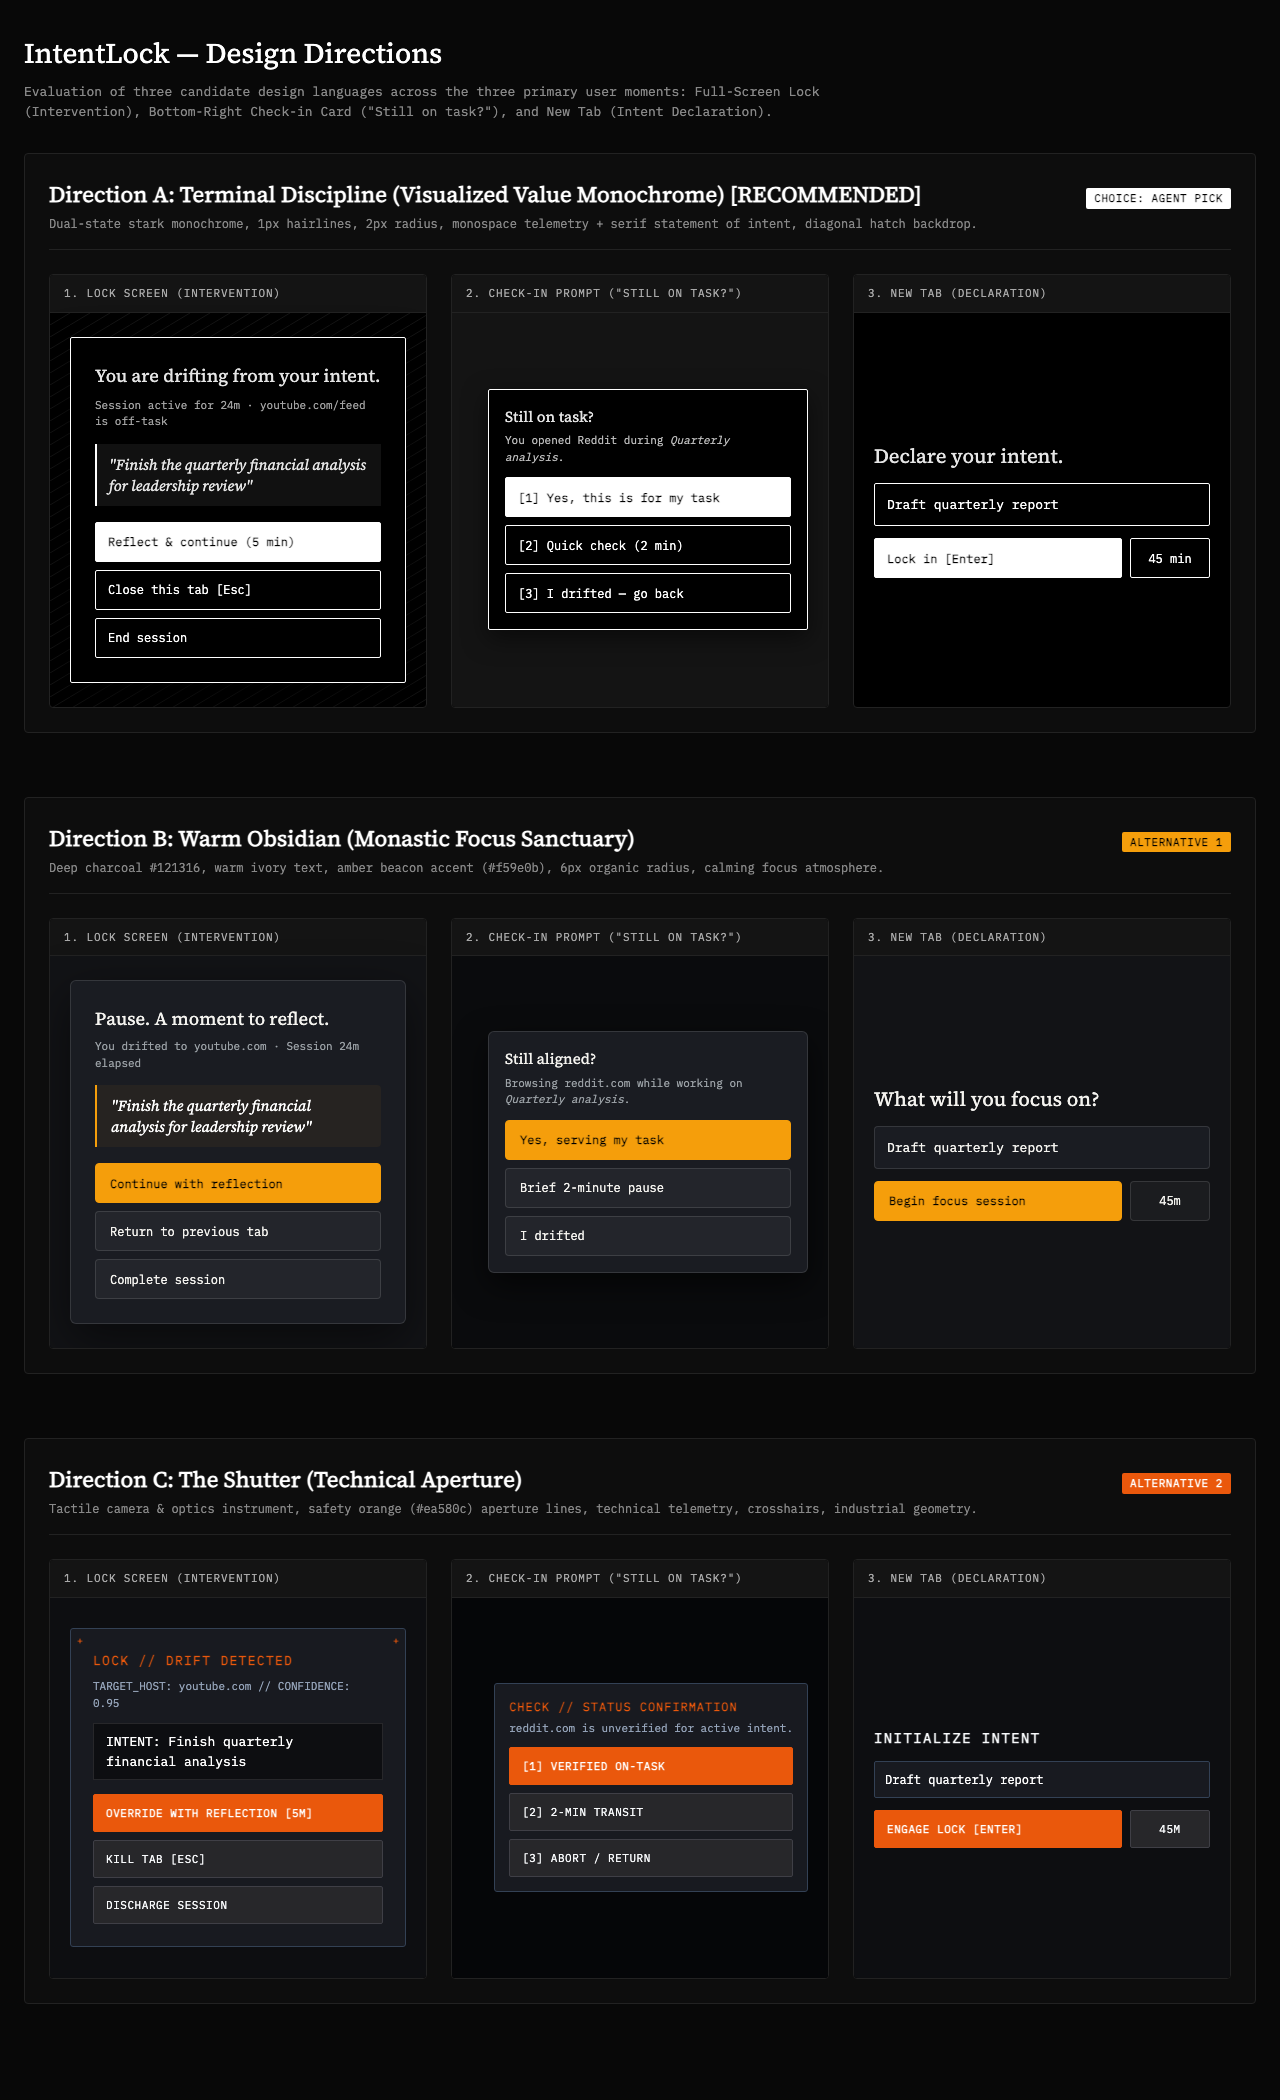 IntentLock — Design Directions
Evaluation of three candidate design languages across the three primary user moments: Full-Screen Lock
(Intervention), Bottom-Right Check-in Card ("Still on task?"), and New Tab (Intent Declaration).
Direction A: Terminal Discipline (Visualized Value Monochrome) [RECOMMENDED]
CHOICE: AGENT PICK
Dual-state stark monochrome, 1px hairlines, 2px radius, monospace telemetry + serif statement of intent, diagonal hatch backdrop.
1. LOCK SCREEN (INTERVENTION)
You are drifting from your intent.
Session active for 24m · youtube.com/feed
is off-task
"Finish the quarterly financial analysis
for leadership review"
Reflect & continue (5 min)
Close this tab [Esc]
End session
2. CHECK-IN PROMPT ("STILL ON TASK?")
Still on task?
You opened Reddit during Quarterly
analysis.
[1] Yes, this is for my task
[2] Quick check (2 min)
[3] I drifted — go back
3. NEW TAB (DECLARATION)
Declare your intent.
Draft quarterly report
Lock in [Enter]
45 min
Direction B: Warm Obsidian (Monastic Focus Sanctuary)
ALTERNATIVE 1
Deep charcoal #121316, warm ivory text, amber beacon accent (#f59e0b), 6px organic radius, calming focus atmosphere.
1. LOCK SCREEN (INTERVENTION)
Pause. A moment to reflect.
You drifted to youtube.com · Session 24m
elapsed
"Finish the quarterly financial
analysis for leadership review"
Continue with reflection
Return to previous tab
Complete session
2. CHECK-IN PROMPT ("STILL ON TASK?")
Still aligned?
Browsing reddit.com while working on
Quarterly analysis.
Yes, serving my task
Brief 2-minute pause
I drifted
3. NEW TAB (DECLARATION)
What will you focus on?
Draft quarterly report
Begin focus session
45m
Direction C: The Shutter (Technical Aperture)
ALTERNATIVE 2
Tactile camera & optics instrument, safety orange (#ea580c) aperture lines, technical telemetry, crosshairs, industrial geometry.
1. LOCK SCREEN (INTERVENTION)
+ +
LOCK // DRIFT DETECTED
TARGET_HOST: youtube.com // CONFIDENCE:
0.95
INTENT: Finish quarterly
financial analysis
OVERRIDE WITH REFLECTION [5M]
KILL TAB [ESC]
DISCHARGE SESSION
2. CHECK-IN PROMPT ("STILL ON TASK?")
CHECK // STATUS CONFIRMATION
reddit.com is unverified for active intent.
[1] VERIFIED ON-TASK
[2] 2-MIN TRANSIT
[3] ABORT / RETURN
3. NEW TAB (DECLARATION)
INITIALIZE INTENT
Draft quarterly report
ENGAGE LOCK [ENTER]
45M